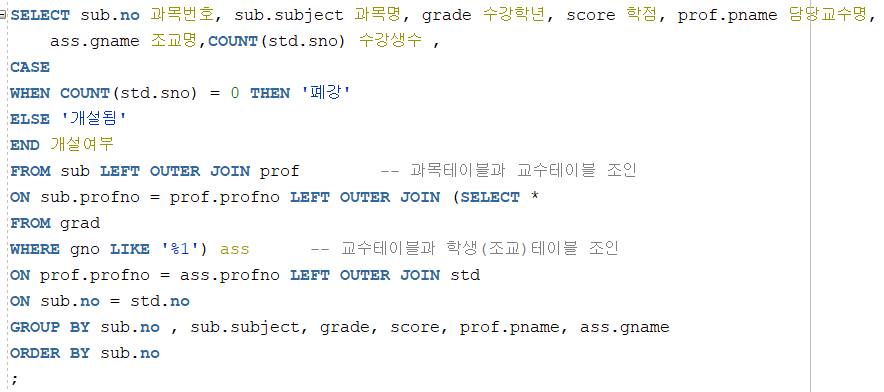 SELECT sub.no 과목번호, sub.subject 과목명, grade 수강학년, score 학점, prof.pname 담당교수명,
ass.gname 조교명,COUNT(std.sno) 수강생수 ,
CASE
WHEN COUNT(std.sno) = 0 THEN '폐강'
ELSE '개설됨'
END 개설여부
FROM sub LEFT OUTER JOIN prof -- 과목테이블과 교수테이블 조인
ON sub.profno = prof.profno LEFT OUTER JOIN (SELECT *
FROM grad
WHERE gno LIKE '%1') ass -- 교수테이블과 학생(조교)테이블 조인
ON prof.profno = ass.profno LEFT OUTER JOIN std
ON sub.no = std.no
GROUP BY sub.no , sub.subject, grade, score, prof.pname, ass.gname
ORDER BY sub.no
;